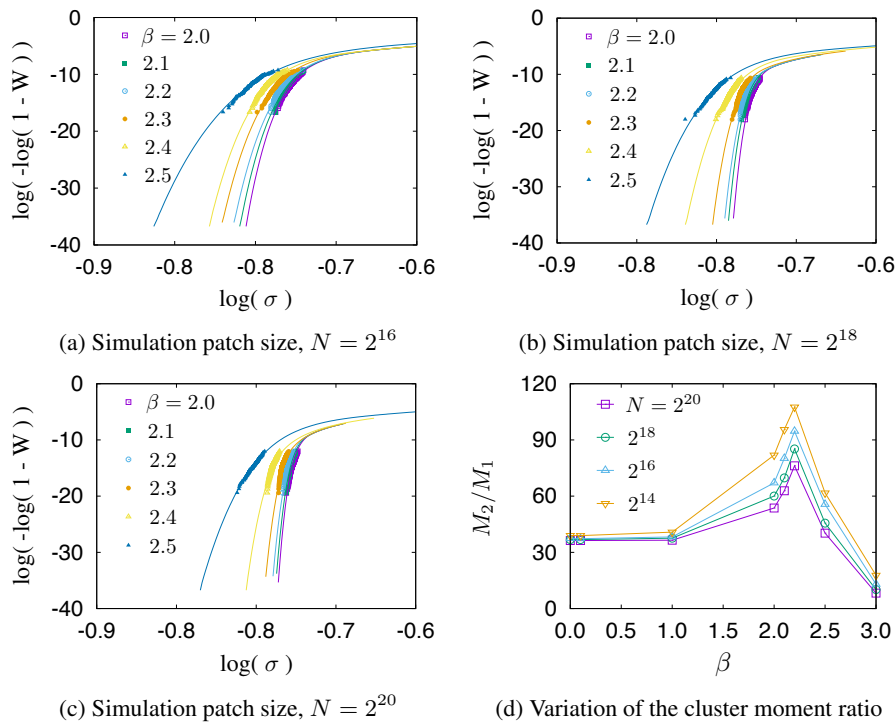 0
-10
-20
-30
-40
log( -log( 1 - W ) )
β = 2.0
2.1
2.2
2.3
2.4
2.5
-0.9 -0.8 -0.7 -0.6
log( σ )
(a) Simulation patch size, N = 2^16
0
-10
-20
-30
-40
log( -log( 1 - W ) )
β = 2.0
2.1
2.2
2.3
2.4
2.5
-0.9 -0.8 -0.7 -0.6
log( σ )
(b) Simulation patch size, N = 2^18
0
-10
-20
-30
-40
log( -log( 1 - W ) )
β = 2.0
2.1
2.2
2.3
2.4
2.5
-0.9 -0.8 -0.7 -0.6
log( σ )
(c) Simulation patch size, N = 2^20
120
90
60
30
0
M_2/M_1
N = 2^20
2^18
2^16
2^14
0.0 0.5 1.0 1.5 2.0 2.5 3.0
β
(d) Variation of the cluster moment ratio